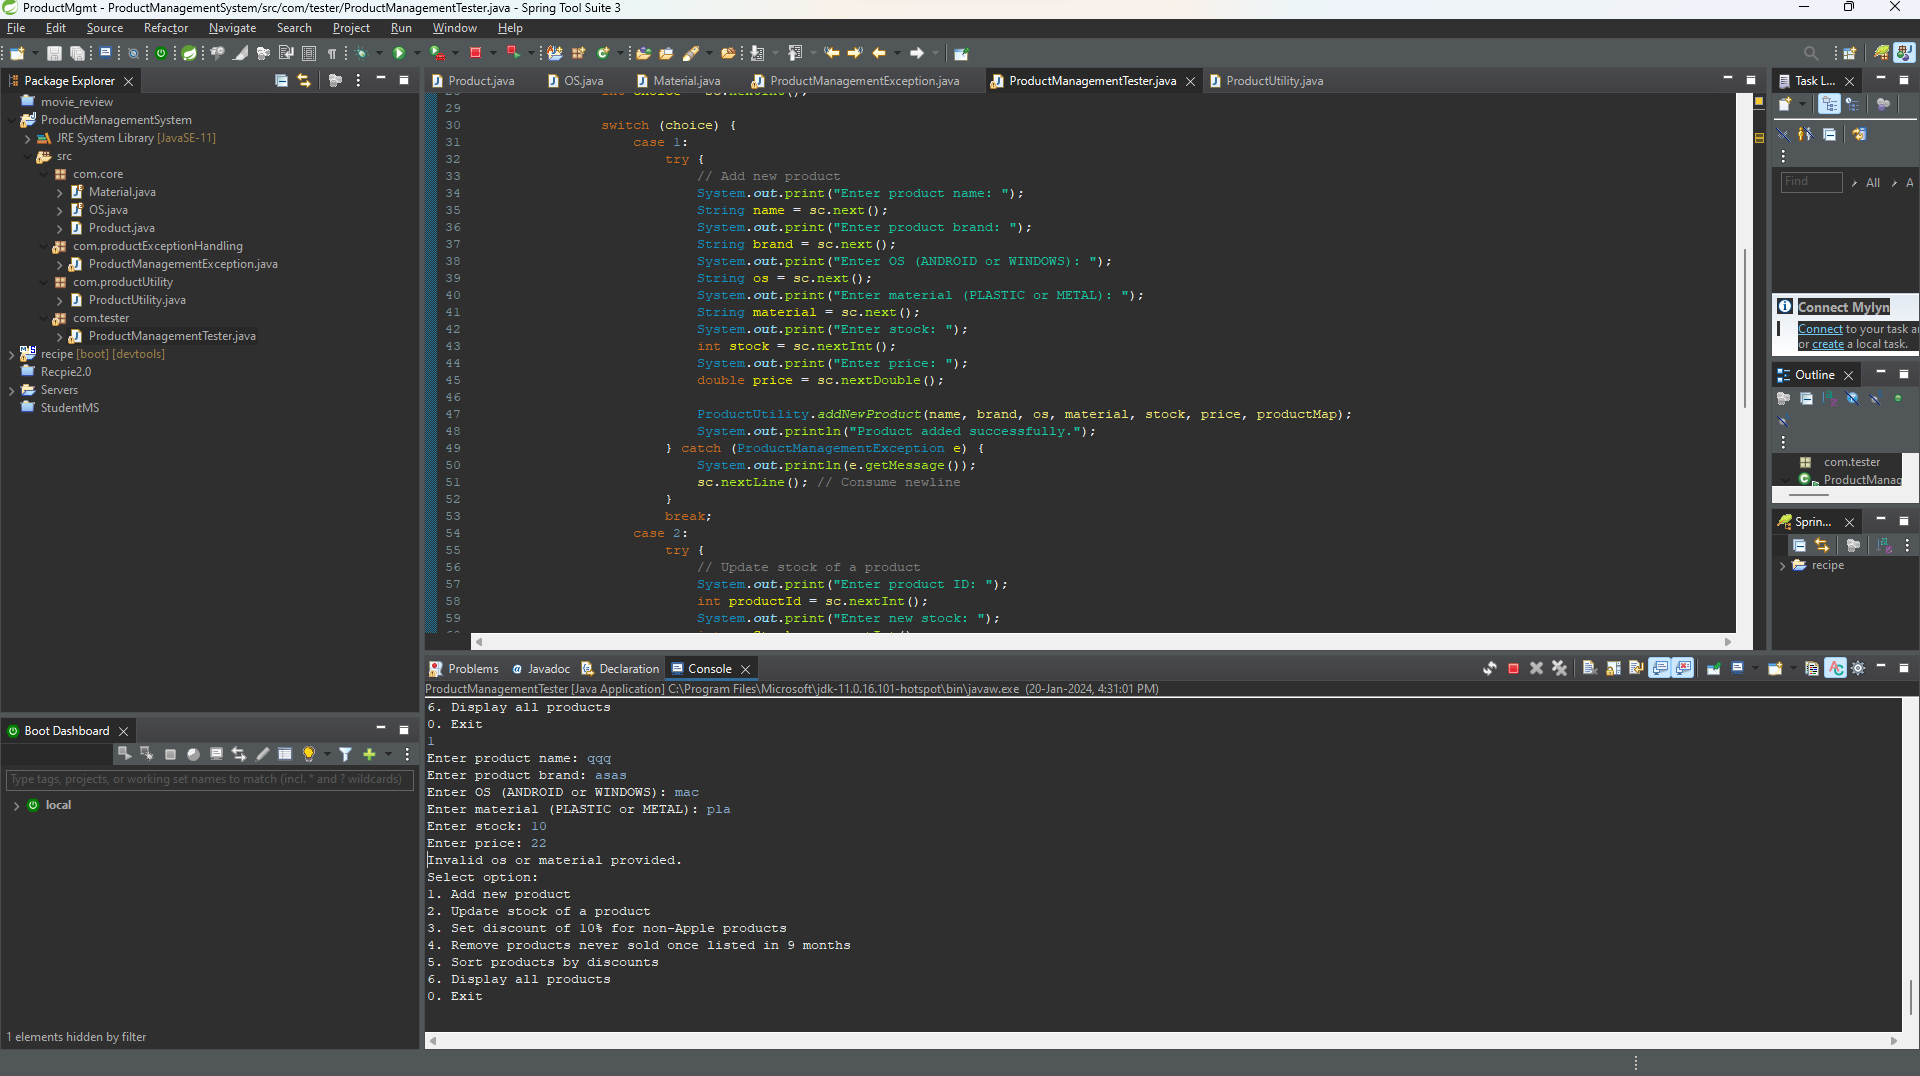 ProductMgmt - ProductManagementSystem/src/com/tester/ProductManagementTester.java - Spring Tool Suite 3
File Edit Source Refactor Navigate Search Project Run Window Help
Package Explorer
movie_review
ProductManagementSystem
JRE System Library [JavaSE-11]
src
com.core
Material.java
OS.java
Product.java
com.productExceptionHandling
ProductManagementException.java
com.productUtility
ProductUtility.java
com.tester
ProductManagementTester.java
recipe [boot] [devtools]
Recpie2.0
Servers
StudentMS
Boot Dashboard
Type tags, projects, or working set names to match (incl. * and ? wildcards)
local
1 elements hidden by filter
Product.java OS.java Material.java ProductManagementException.java ProductManagementTester.java ProductUtility.java
29
30 switch (choice) {
31 case 1:
32 try {
33 // Add new product
34 System.out.print("Enter product name: ");
35 String name = sc.next();
36 System.out.print("Enter product brand: ");
37 String brand = sc.next();
38 System.out.print("Enter OS (ANDROID or WINDOWS): ");
39 String os = sc.next();
40 System.out.print("Enter material (PLASTIC or METAL): ");
41 String material = sc.next();
42 System.out.print("Enter stock: ");
43 int stock = sc.nextInt();
44 System.out.print("Enter price: ");
45 double price = sc.nextDouble();
46
47 ProductUtility.addNewProduct(name, brand, os, material, stock, price, productMap);
48 System.out.println("Product added successfully.");
49 } catch (ProductManagementException e) {
50 System.out.println(e.getMessage());
51 sc.nextLine(); // Consume newline
52 }
53 break;
54 case 2:
55 try {
56 // Update stock of a product
57 System.out.print("Enter product ID: ");
58 int productId = sc.nextInt();
59 System.out.print("Enter new stock: ");
Problems Javadoc Declaration Console
ProductManagementTester [Java Application] C:\Program Files\Microsoft\jdk-11.0.16.101-hotspot\bin\javaw.exe (20-Jan-2024, 4:31:01 PM)
6. Display all products
0. Exit
1
Enter product name: qqq
Enter product brand: asas
Enter OS (ANDROID or WINDOWS): mac
Enter material (PLASTIC or METAL): pla
Enter stock: 10
Enter price: 22
Invalid os or material provided.
Select option:
1. Add new product
2. Update stock of a product
3. Set discount of 10% for non-Apple products
4. Remove products never sold once listed in 9 months
5. Sort products by discounts
6. Display all products
0. Exit
Task L...
Find All A
Connect Mylyn
Connect to your task a
or create a local task.
Outline
com.tester
ProductManag
Sprin...
recipe